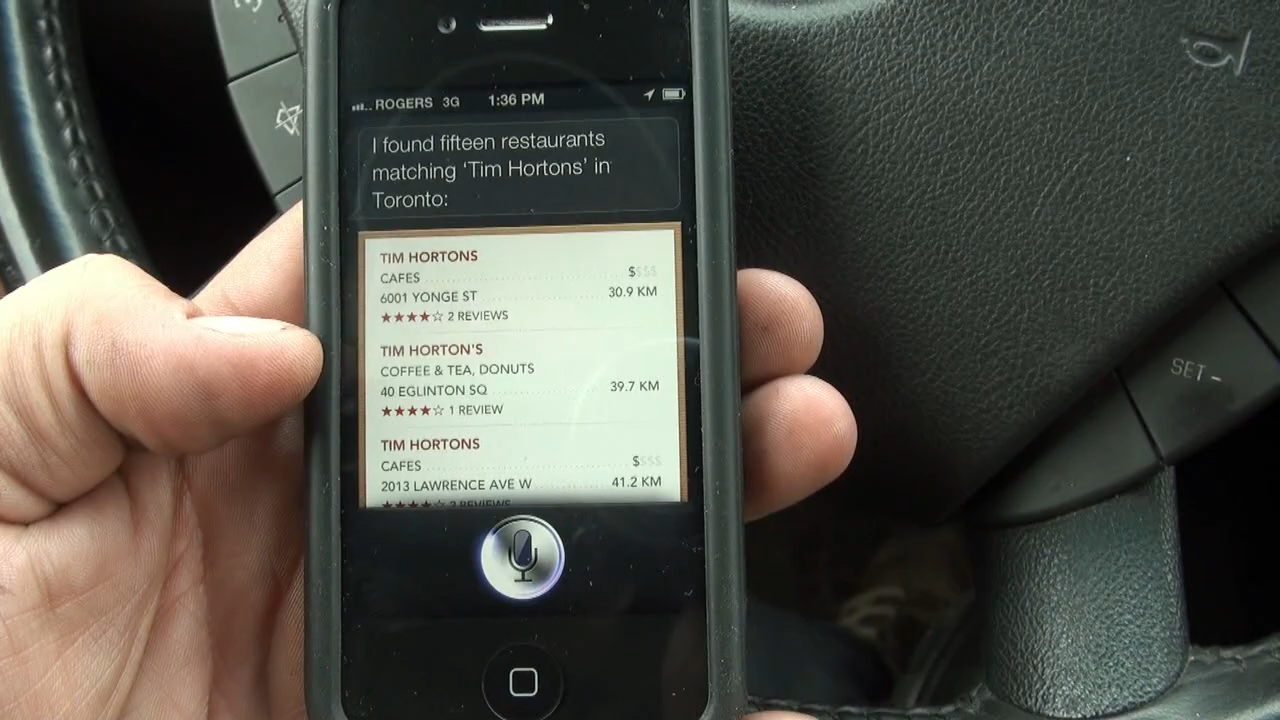 ROGERS 3G 1:36 PM
I found fifteen restaurants
matching ‘Tim Hortons’ in
Toronto:
TIM HORTONS
CAFES $$$$
6001 YONGE ST 30.9 KM
★★★★☆ 2 REVIEWS
TIM HORTON'S
COFFEE & TEA, DONUTS
40 EGLINTON SQ 39.7 KM
★★★★☆ 1 REVIEW
TIM HORTONS
CAFES $$$$
2013 LAWRENCE AVE W 41.2 KM
★★★★☆ 2 REVIEWS
SET -